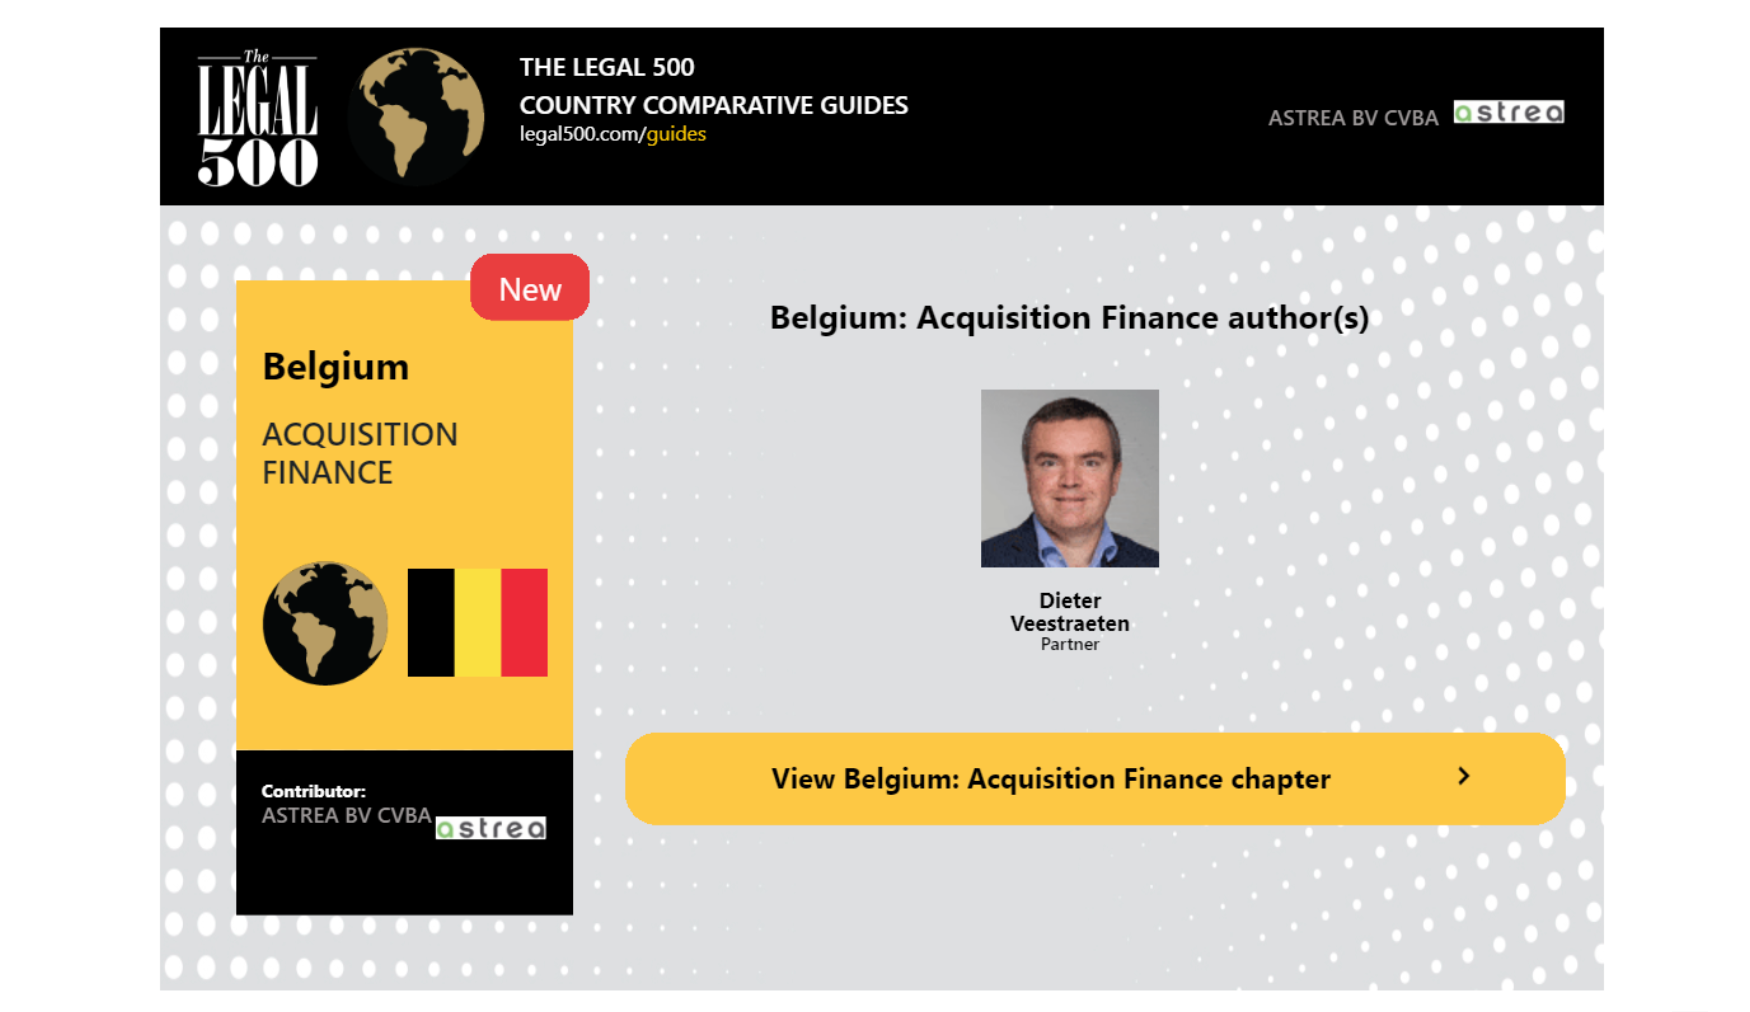 The
LEGAL
500
THE LEGAL 500
COUNTRY COMPARATIVE GUIDES
legal500.com/guides
ASTREA BV CVBA
astrea
New
Belgium
ACQUISITION
FINANCE
Contributor:
ASTREA BV CVBA
astrea
Belgium: Acquisition Finance author(s)
Dieter
Veestraeten
Partner
View Belgium: Acquisition Finance chapter